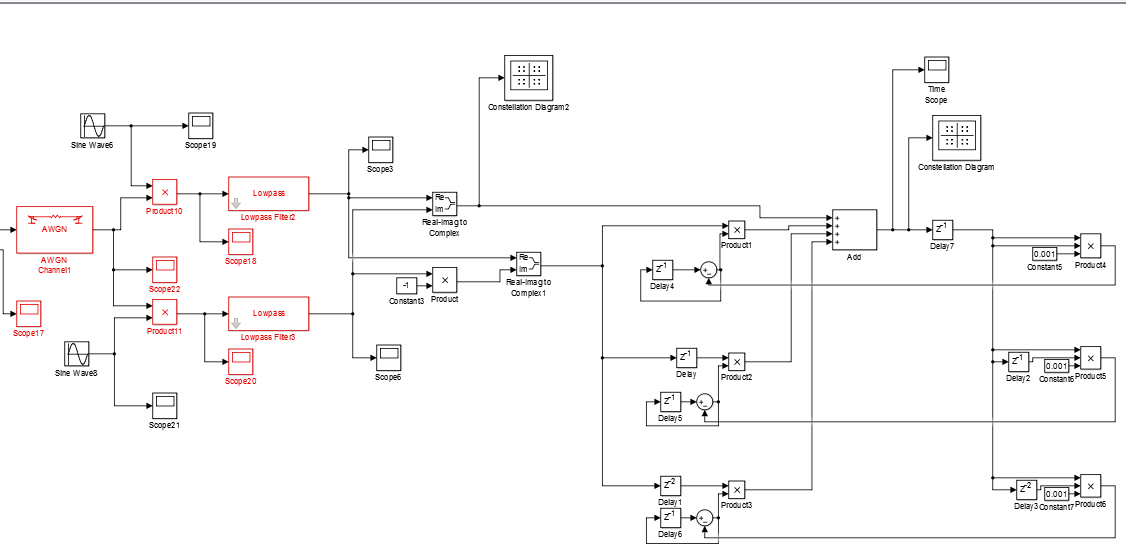 Time
Scope
Constellation Diagram2
Constellation Diagram
Sine Wave6
Scope19
Scope3
×
Product10
Lowpass
Lowpass Filter2
Re
Im
Real-Imag to
Complex
AWGN
AWGN
Channel1
Scope18
×
Product1
+
+
+
+
Add
z-1
Delay7
0.001
Constant5
×
Product4
Re
Im
Real-Imag to
Complex1
z-1
Delay4
+
−
Scope22
-1
Constant3
×
Product
Scope17
×
Product11
Lowpass
Lowpass Filter3
Sine Wave8
Scope20
Scope6
z-1
Delay
×
Product2
z-1
Delay2
0.001
Constant6
×
Product5
Scope21
z-1
Delay5
+
−
z-2
Delay1
×
Product3
z-2
Delay3
0.001
Constant7
×
Product6
z-1
Delay6
+
−